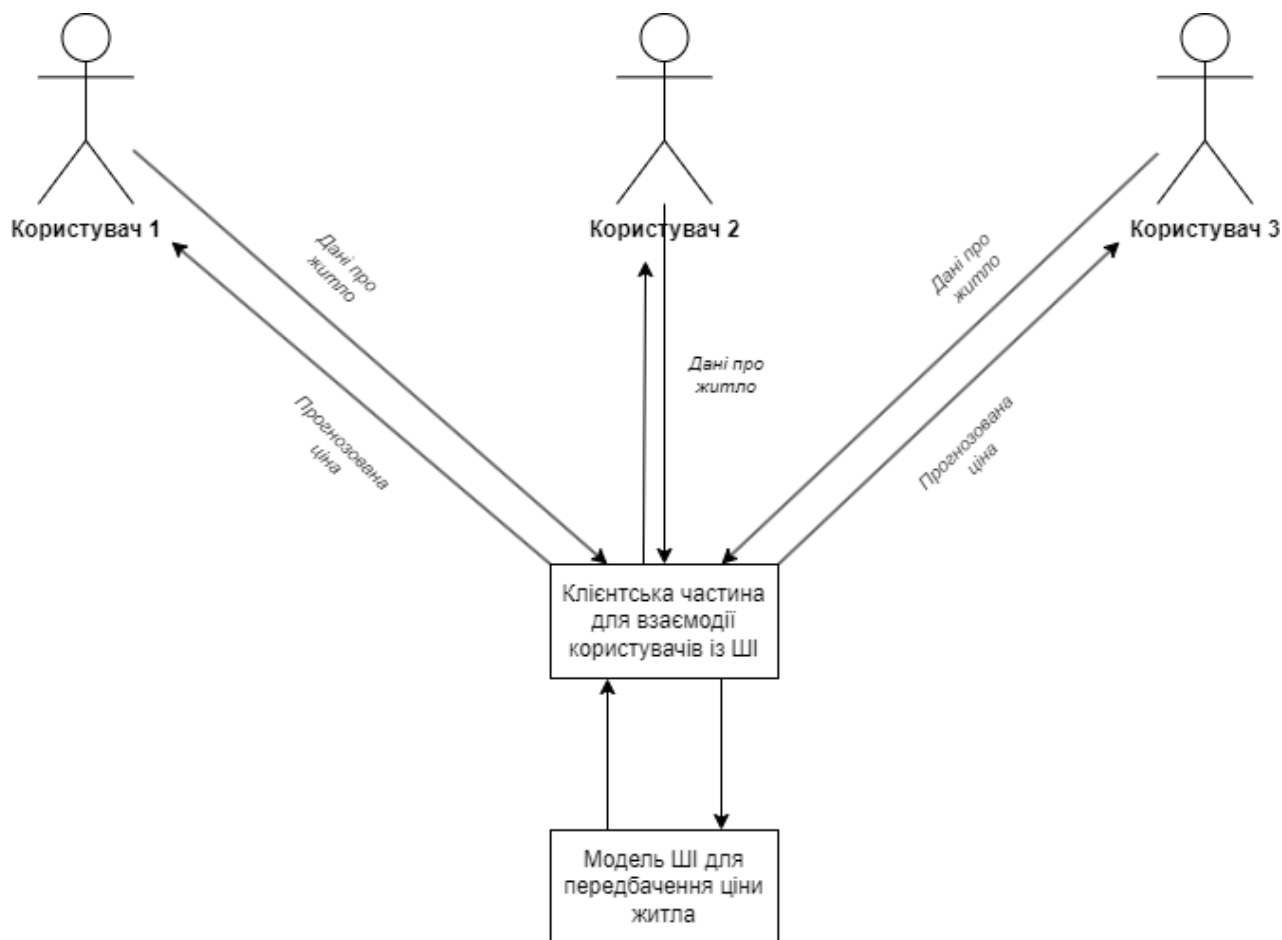 Користувач 1
Користувач 2
Користувач 3
Дані про
житло
Дані про
житло
Дані про
житло
Прогнозована
ціна
Прогнозована
ціна
Клієнтська частина
для взаємодії
користувачів із ШІ
Модель ШІ для
передбачення ціни
житла